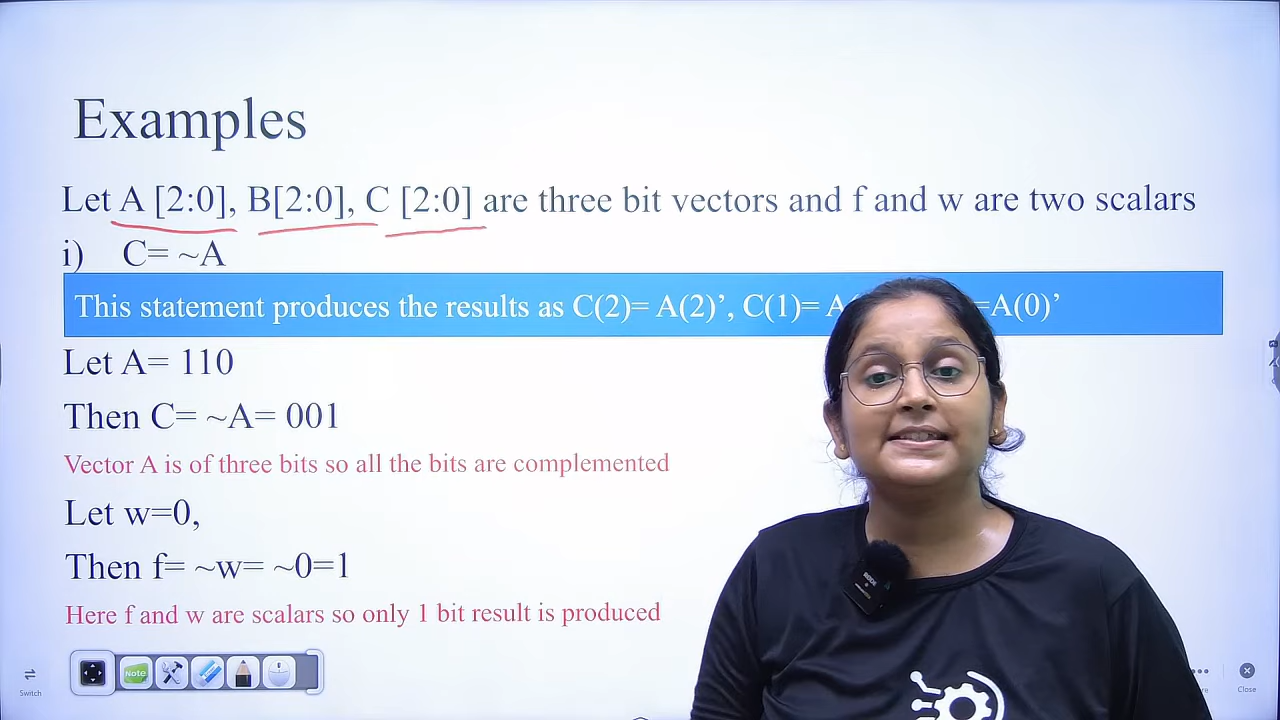 Examples
Let A [2:0], B[2:0], C [2:0] are three bit vectors and f and w are two scalars
i) C= ~A
This statement produces the results as C(2)= A(2)’, C(1)= A =A(0)’
Let A= 110
Then C= ~A= 001
Vector A is of three bits so all the bits are complemented
Let w=0,
Then f= ~w= ~0=1
Here f and w are scalars so only 1 bit result is produced
Note
Switch
Close